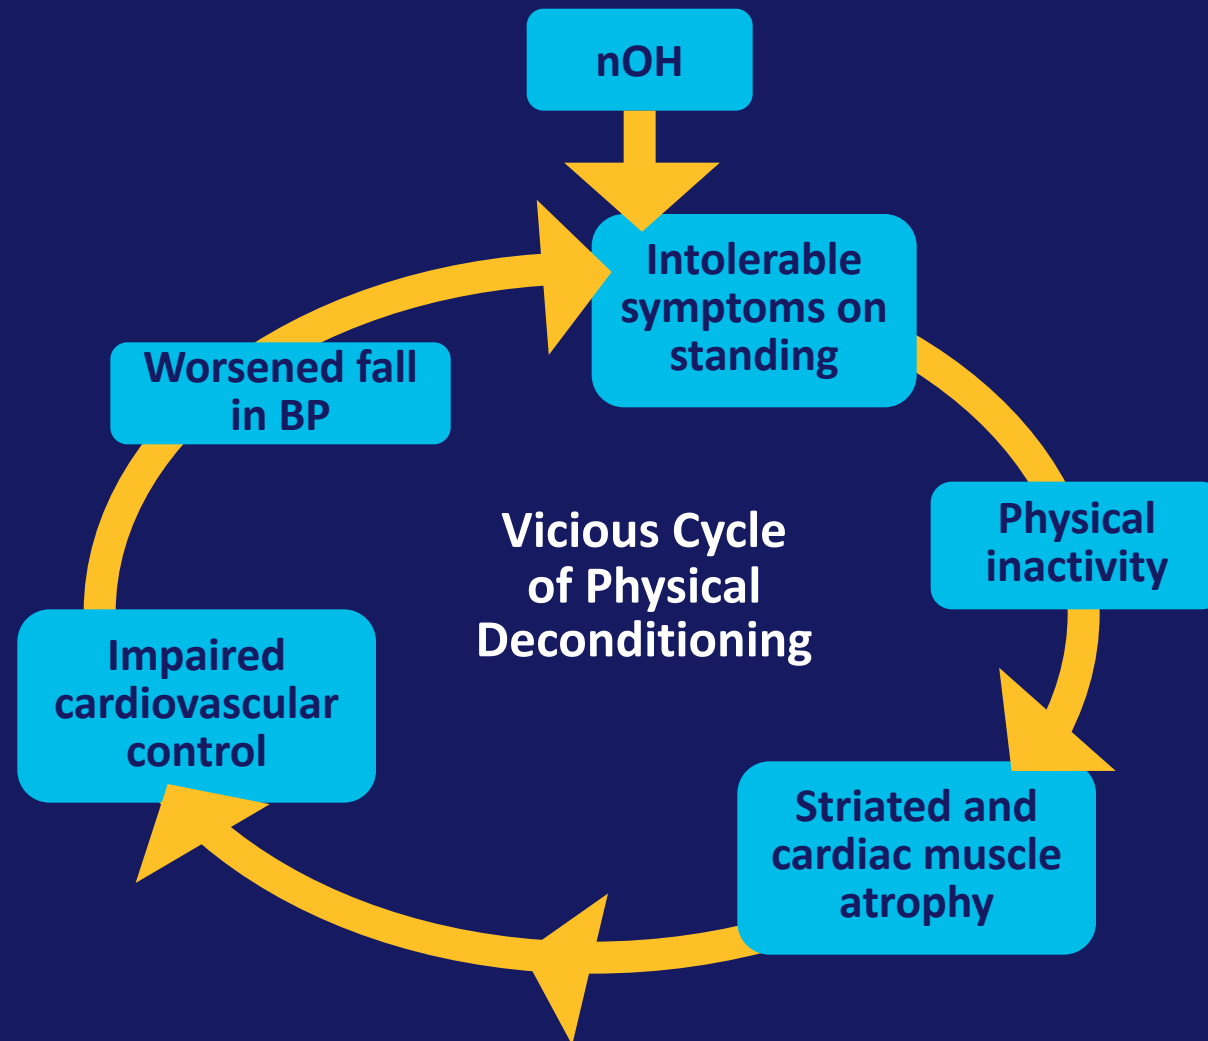 nOH
Intolerable
symptoms on
standing
Physical
inactivity
Striated and
cardiac muscle
atrophy
Impaired
cardiovascular
control
Worsened fall
in BP
Vicious Cycle
of Physical
Deconditioning